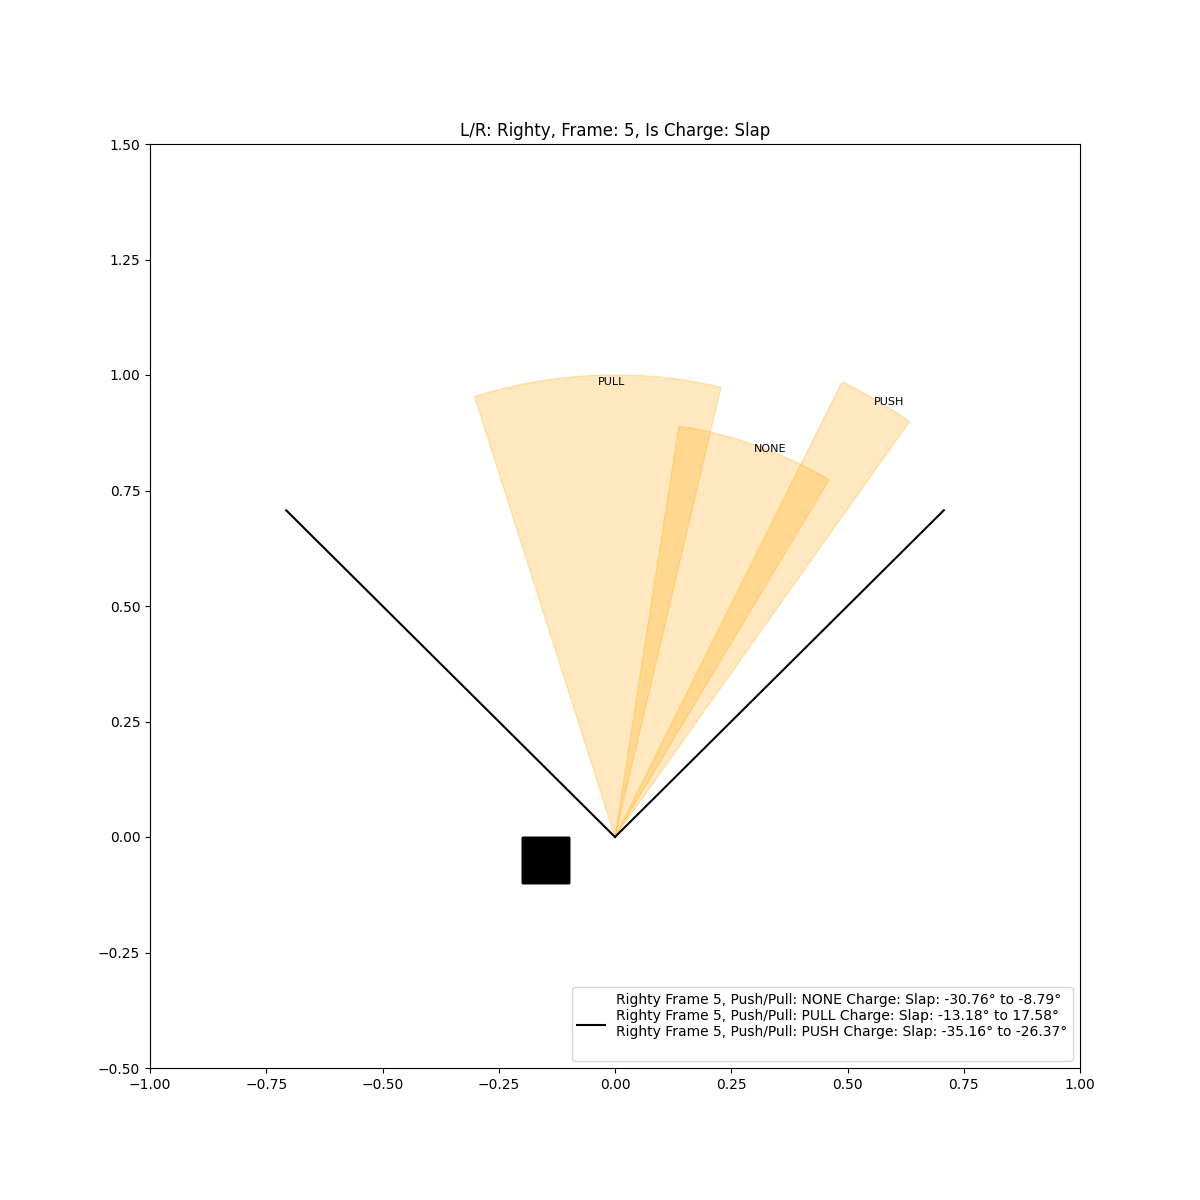 L/R: Righty, Frame: 5, Is Charge: Slap
1.50
1.25
1.00
0.75
0.50
0.25
0.00
−0.25
−0.50
PULL
PUSH
NONE
Righty Frame 5, Push/Pull: NONE Charge: Slap: -30.76° to -8.79°
Righty Frame 5, Push/Pull: PULL Charge: Slap: -13.18° to 17.58°
Righty Frame 5, Push/Pull: PUSH Charge: Slap: -35.16° to -26.37°
−1.00 −0.75 −0.50 −0.25 0.00 0.25 0.50 0.75 1.00